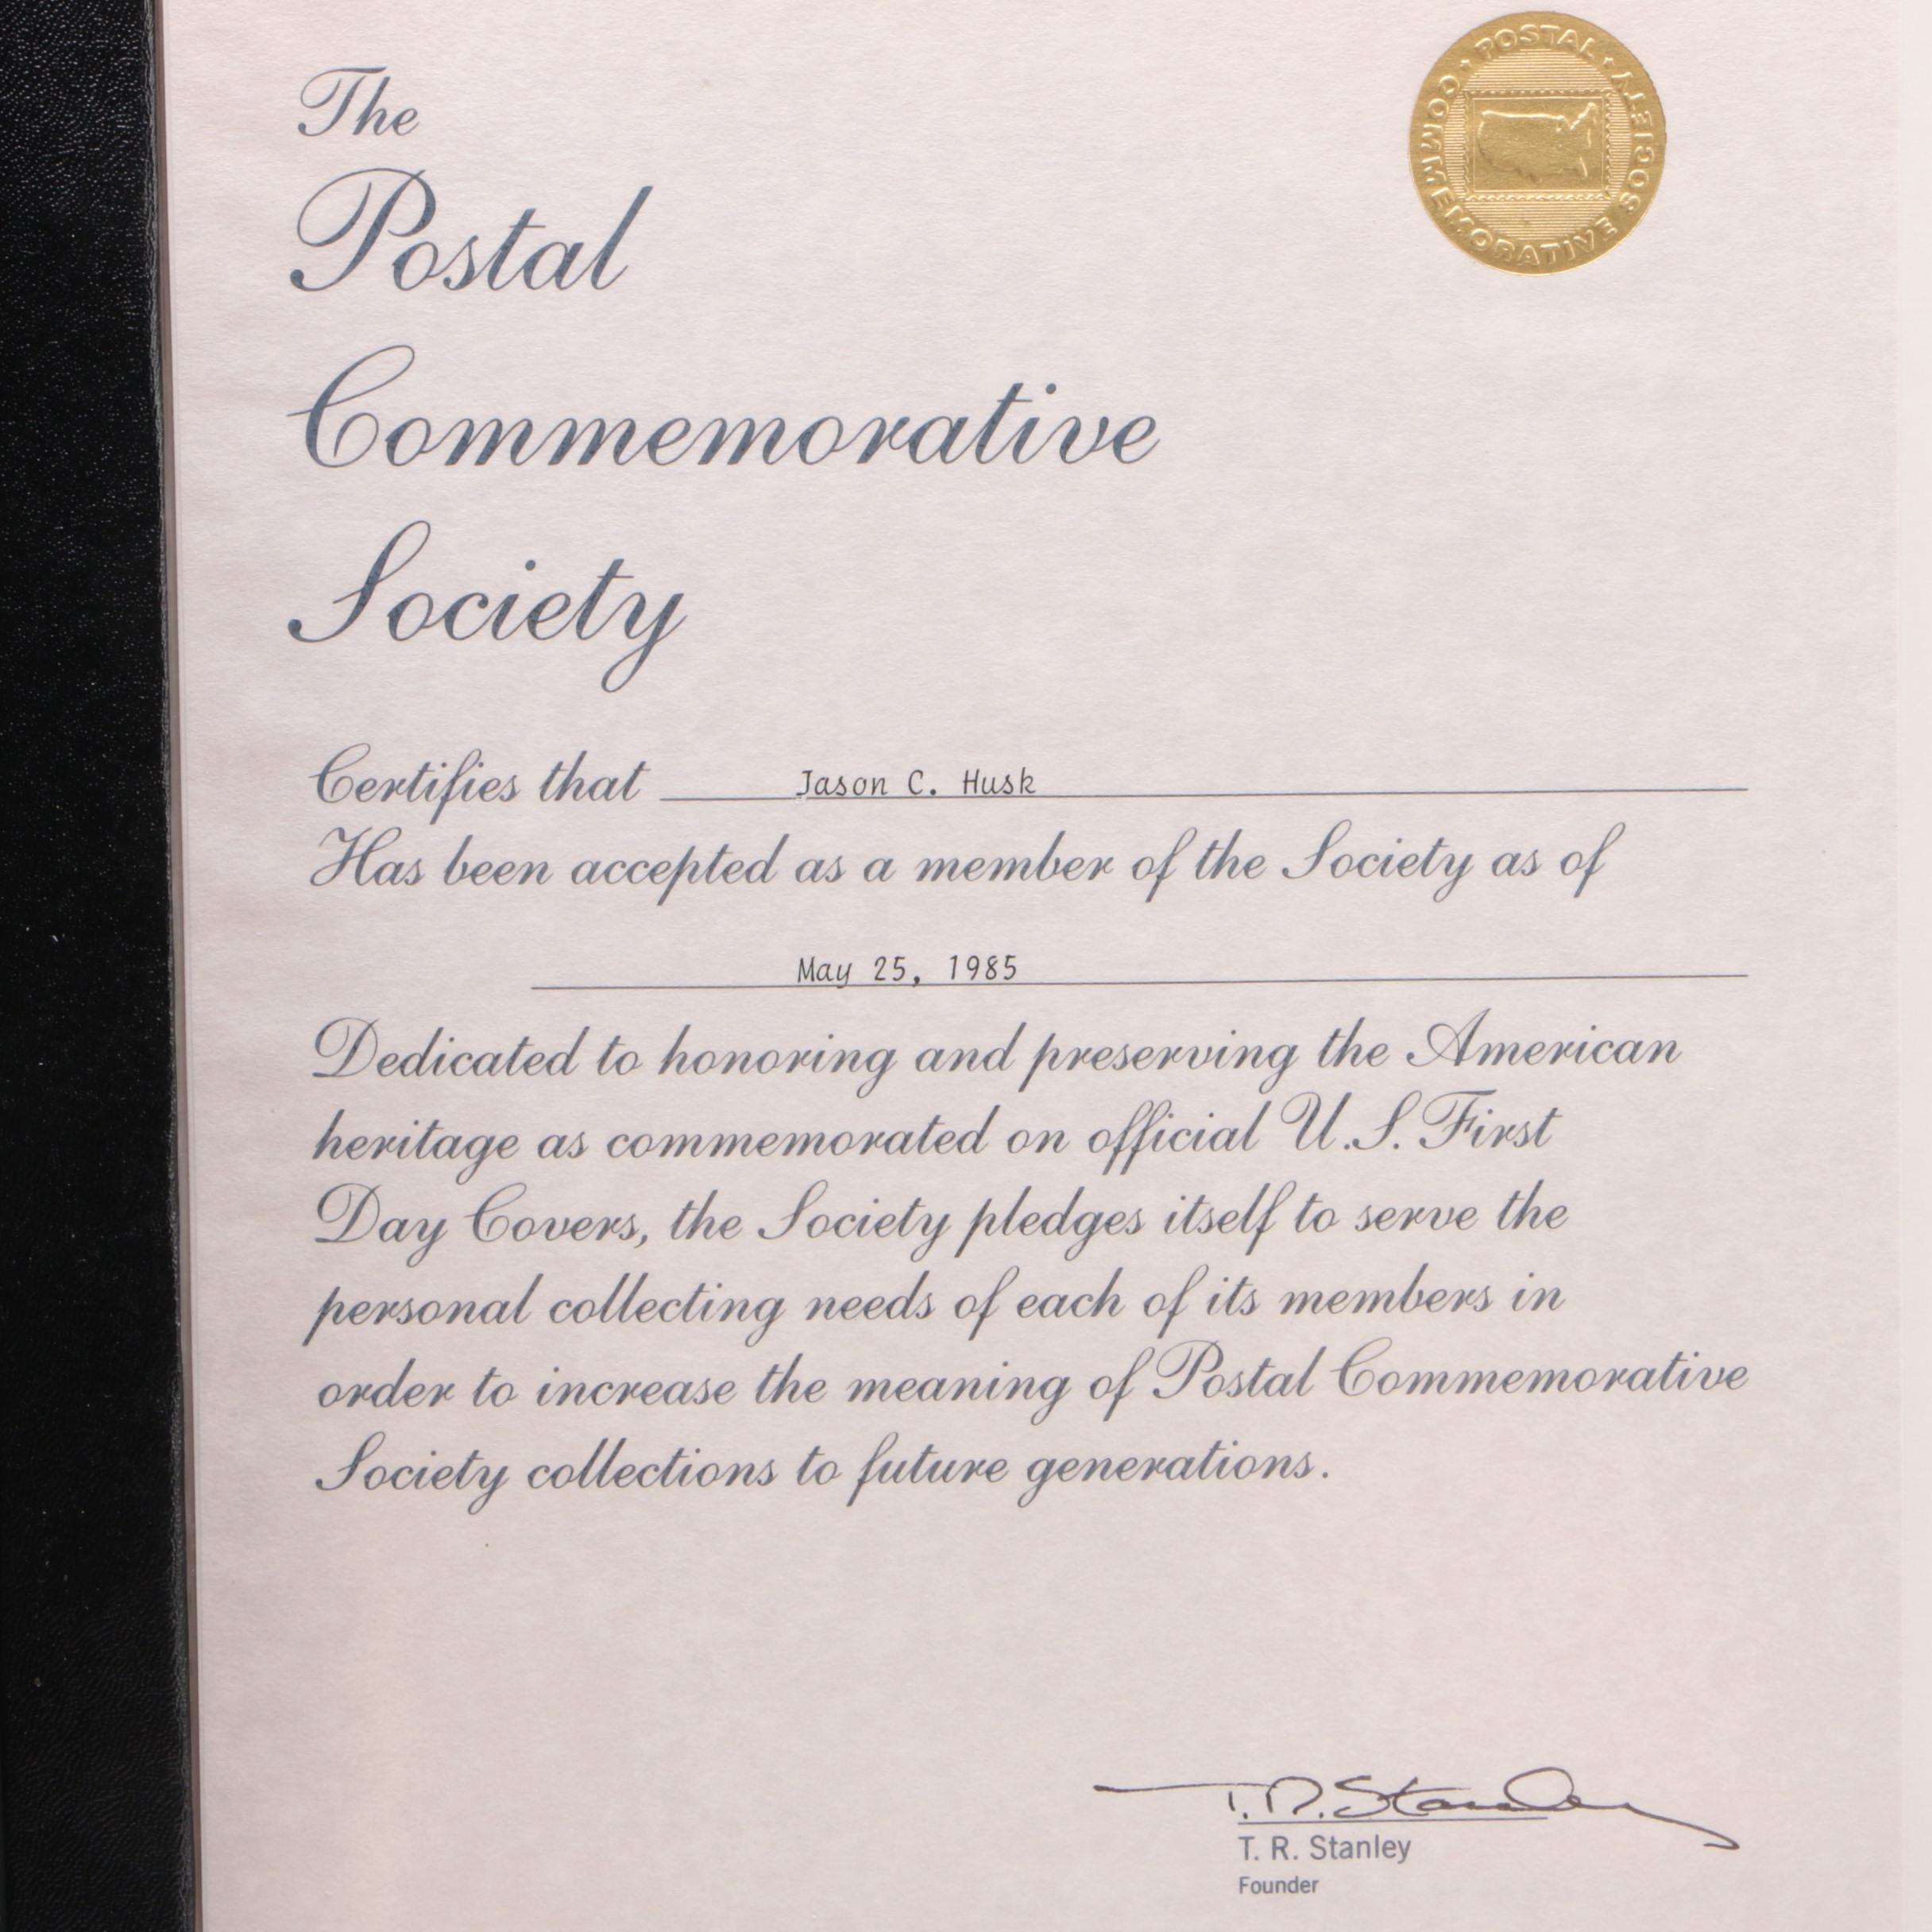 The
Postal
Commemorative
Society
POSTAL • COMMEMORATIVE SOCIETY •
Certifies that Jason C. Husk
Has been accepted as a member of the Society as of
May 25, 1985
Dedicated to honoring and preserving the American
heritage as commemorated on official U.S. First
Day Covers, the Society pledges itself to serve the
personal collecting needs of each of its members in
order to increase the meaning of Postal Commemorative
Society collections to future generations.
T. R. Stanley
T. R. Stanley
Founder